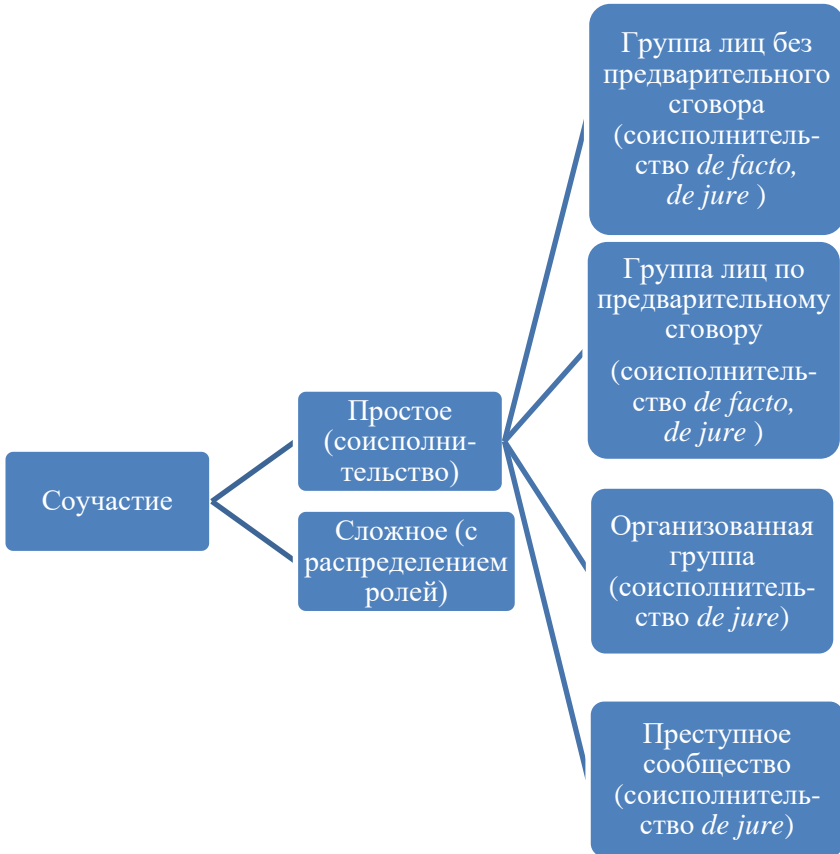 Соучастие
Простое
(соисполни-
тельство)
Сложное (с
распределением
ролей)
Группа лиц без
предварительного
сговора
(соисполнитель-
ство de facto,
de jure )
Группа лиц по
предварительному
сговору
(соисполнитель-
ство de facto,
de jure )
Организованная
группа
(соисполнитель-
ство de jure)
Преступное
сообщество
(соисполнитель-
ство de jure)